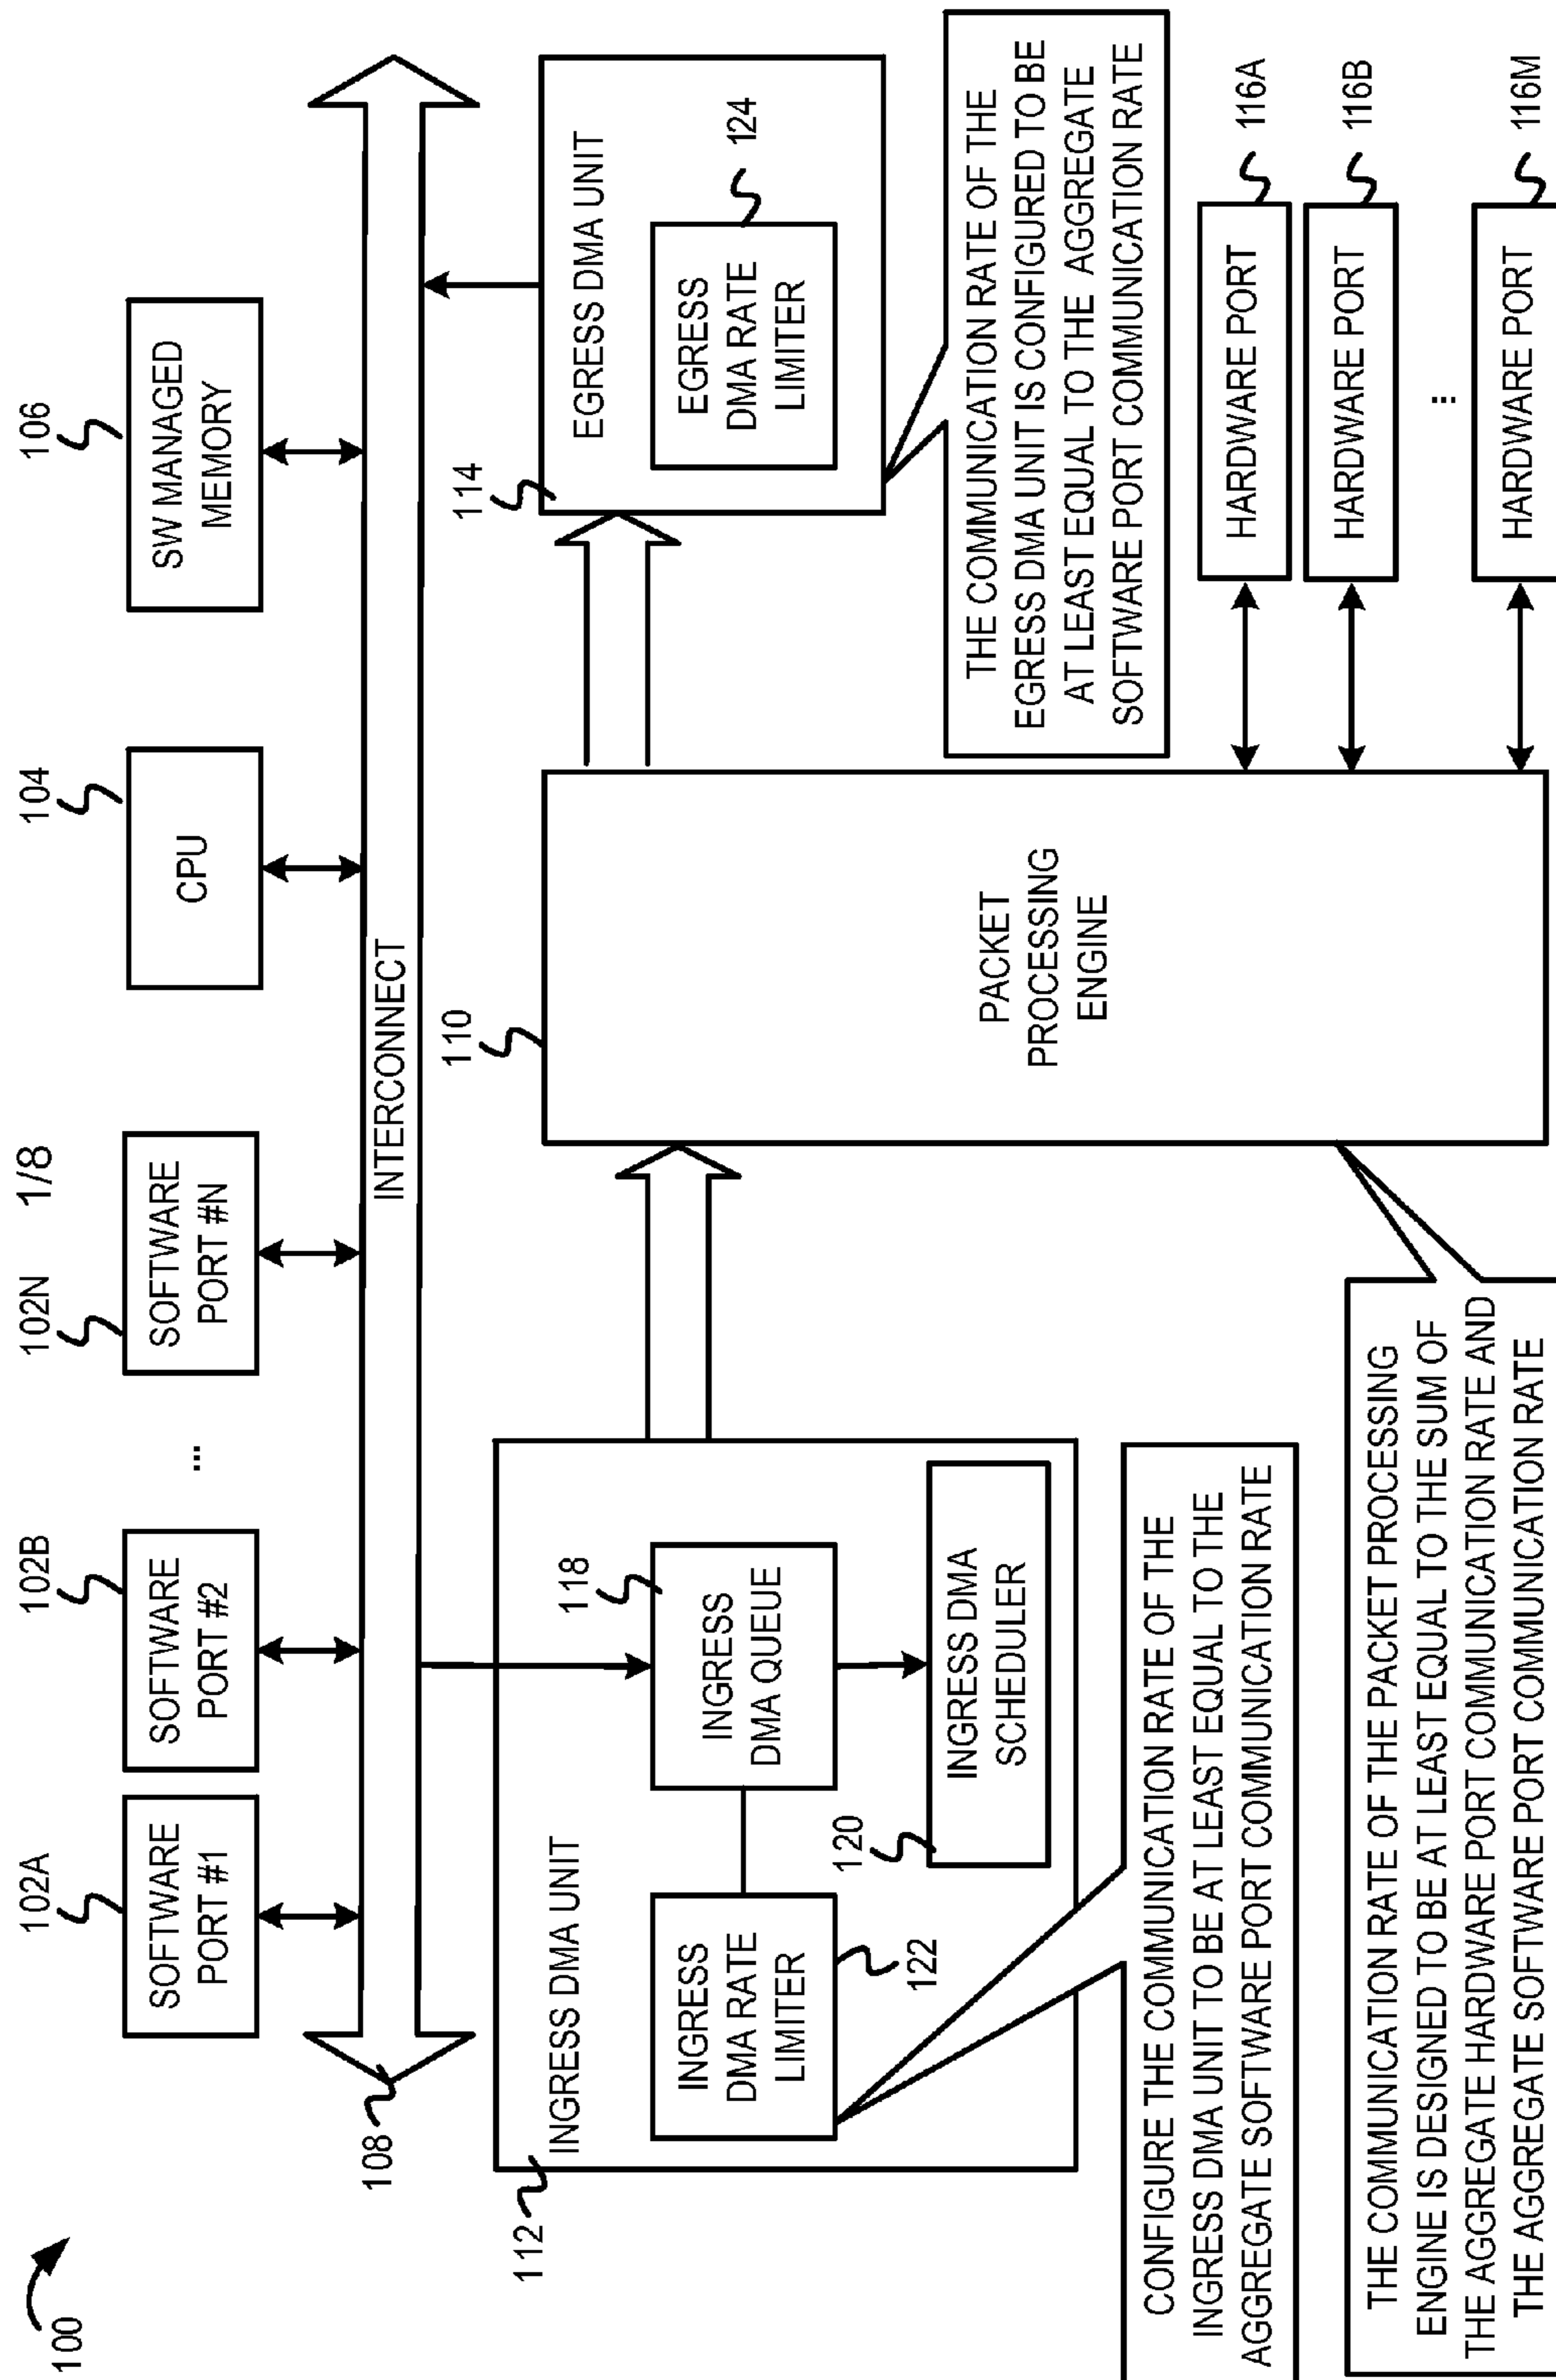 1/8
100
102A
102B
102N
104
106
SOFTWARE
PORT #1
SOFTWARE
PORT #2
...
SOFTWARE
PORT #N
CPU
SW MANAGED
MEMORY
108
INTERCONNECT
112
INGRESS DMA UNIT
INGRESS
DMA RATE
LIMITER
122
118
INGRESS
DMA QUEUE
120
INGRESS DMA
SCHEDULER
110
PACKET
PROCESSING
ENGINE
114
EGRESS DMA UNIT
EGRESS
DMA RATE
LIMITER
124
THE COMMUNICATION RATE OF THE
EGRESS DMA UNIT IS CONFIGURED TO BE
AT LEAST EQUAL TO THE AGGREGATE
SOFTWARE PORT COMMUNICATION RATE
HARDWARE PORT
116A
HARDWARE PORT
116B
...
HARDWARE PORT
116M
CONFIGURE THE COMMUNICATION RATE OF THE
INGRESS DMA UNIT TO BE AT LEAST EQUAL TO THE
AGGREGATE SOFTWARE PORT COMMUNICATION RATE
THE COMMUNICATION RATE OF THE PACKET PROCESSING
ENGINE IS DESIGNED TO BE AT LEAST EQUAL TO THE SUM OF
THE AGGREGATE HARDWARE PORT COMMUNICATION RATE AND
THE AGGREGATE SOFTWARE PORT COMMUNICATION RATE